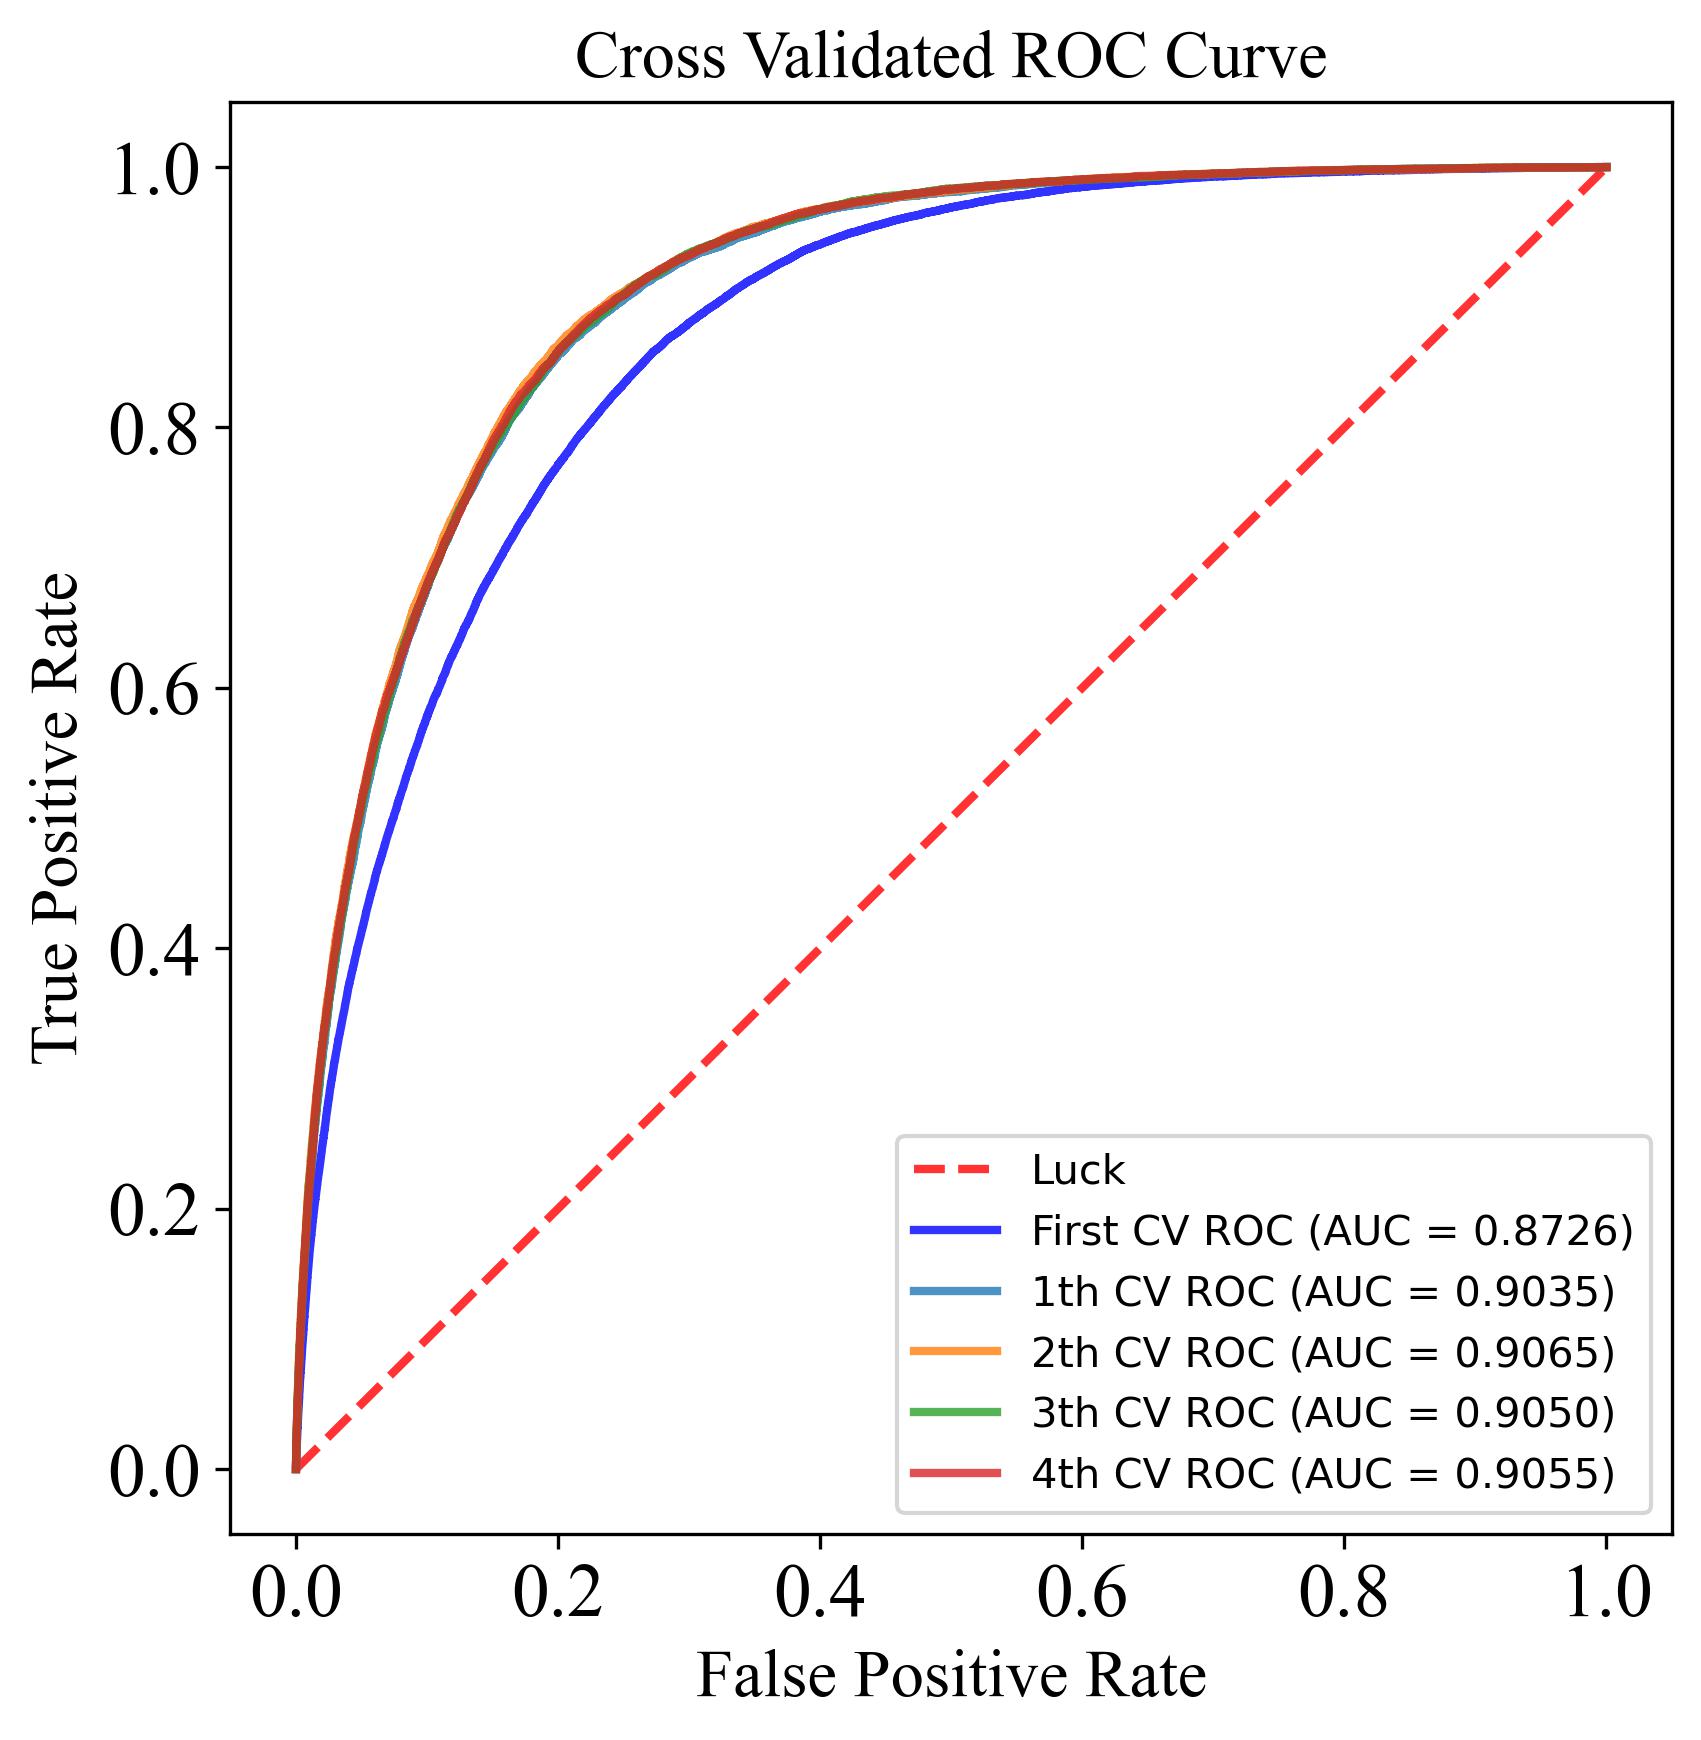 Cross Validated ROC Curve
1.0
0.8
0.6
0.4
0.2
0.0
True Positive Rate
Luck
First CV ROC (AUC = 0.8726)
1th CV ROC (AUC = 0.9035)
2th CV ROC (AUC = 0.9065)
3th CV ROC (AUC = 0.9050)
4th CV ROC (AUC = 0.9055)
0.0 0.2 0.4 0.6 0.8 1.0
False Positive Rate